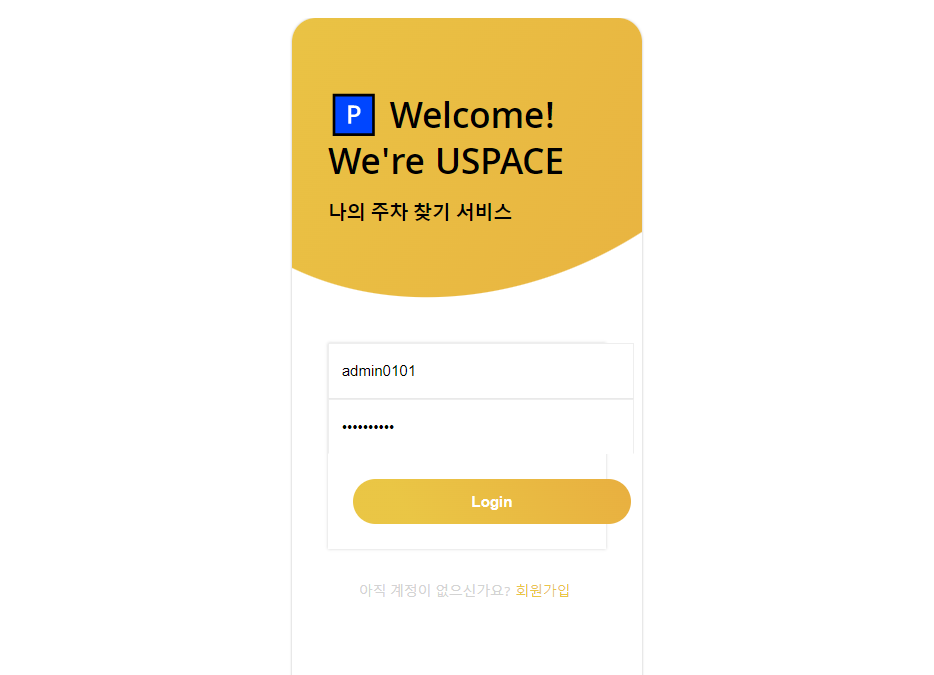 P Welcome!
We're USPACE
나의 주차 찾기 서비스
admin0101
••••••••••
Login
아직 계정이 없으신가요? 회원가입